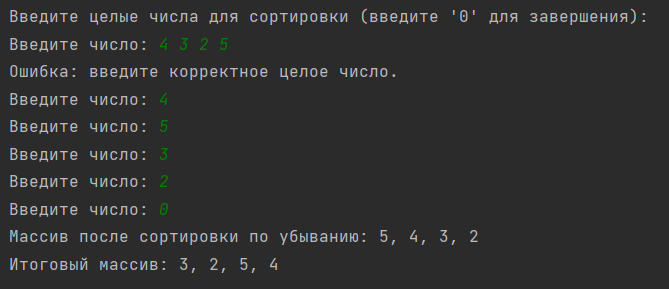 Введите целые числа для сортировки (введите '0' для завершения):
Введите число: 4 3 2 5
Ошибка: введите корректное целое число.
Введите число: 4
Введите число: 5
Введите число: 3
Введите число: 2
Введите число: 0
Массив после сортировки по убыванию: 5, 4, 3, 2
Итоговый массив: 3, 2, 5, 4